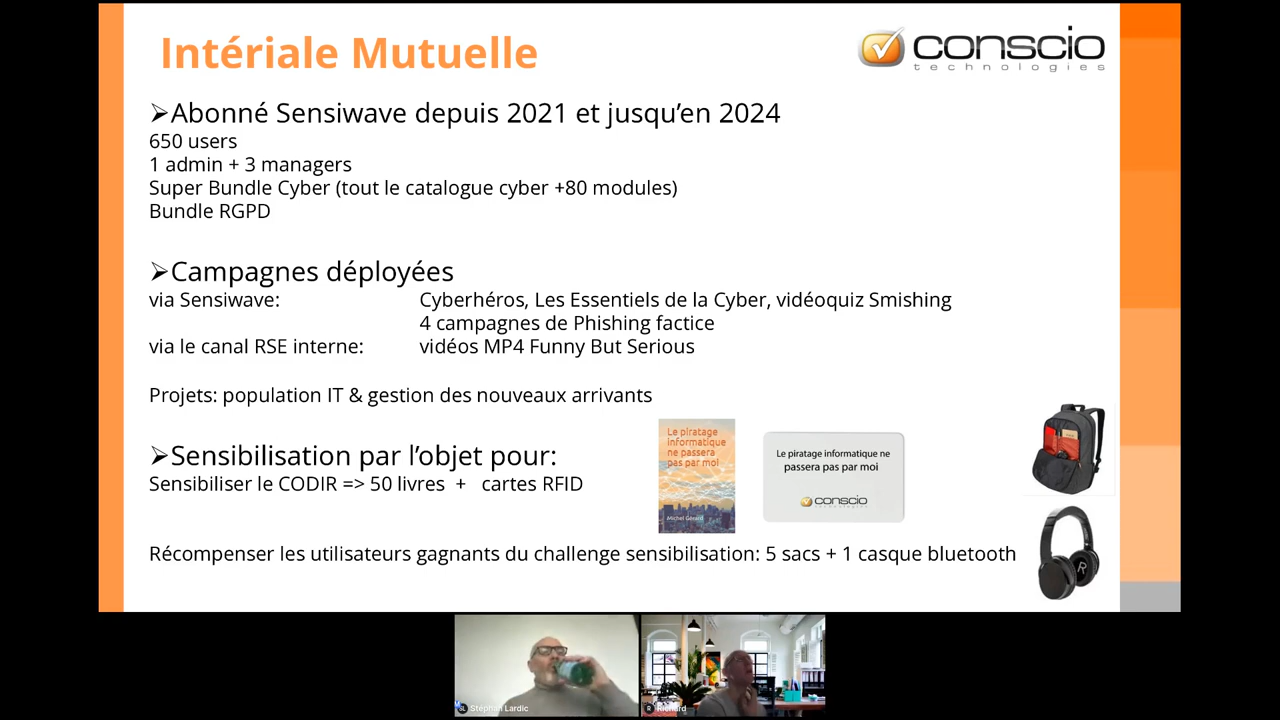 Intériale Mutuelle
conscio
technologies
➢Abonné Sensiwave depuis 2021 et jusqu’en 2024
650 users
1 admin + 3 managers
Super Bundle Cyber (tout le catalogue cyber +80 modules)
Bundle RGPD
➢Campagnes déployées
via Sensiwave: Cyberhéros, Les Essentiels de la Cyber, vidéoquiz Smishing
4 campagnes de Phishing factice
via le canal RSE interne: vidéos MP4 Funny But Serious
Projets: population IT & gestion des nouveaux arrivants
➢Sensibilisation par l’objet pour:
Sensibiliser le CODIR => 50 livres + cartes RFID
Le piratage
informatique
ne passera
pas par moi
Michel Gérard
Le piratage informatique ne
passera pas par moi
conscio
technologies
Récompenser les utilisateurs gagnants du challenge sensibilisation: 5 sacs + 1 casque bluetooth
R
SL Stéphan Lardic
R Richard